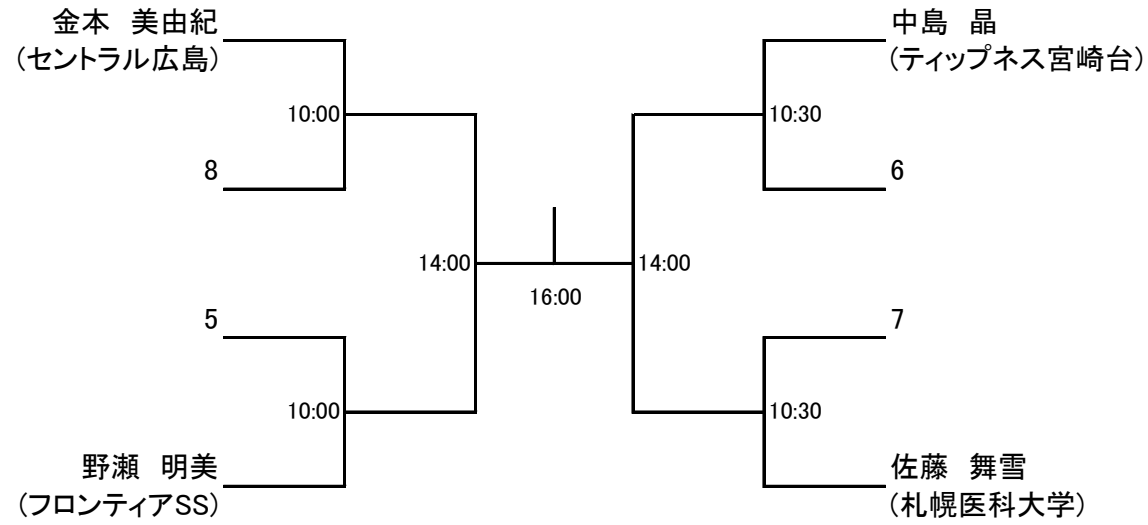 金本　美由紀
(セントラル広島)
10:00
8
14:00
5
10:00
野瀬　明美
(フロンティアSS)
16:00
中島　晶
(ティップネス宮崎台)
10:30
6
14:00
7
10:30
佐藤　舞雪
(札幌医科大学)